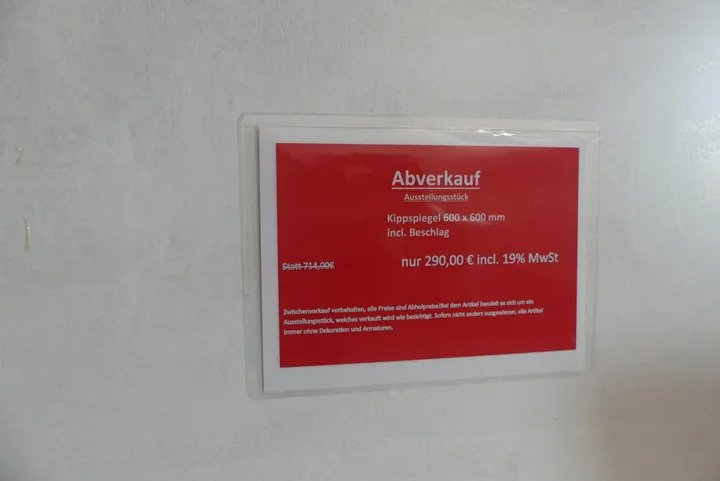 Abverkauf
Ausstellungsstück
Kippspiegel 600 x 600 mm
incl. Beschlag
Statt 714,00€
nur 290,00 € incl. 19% MwSt
Zwischenverkauf vorbehalten, alle Preise sind Abholpreise!Bei dem Artikel handelt es sich um ein
Ausstellungsstück, welches verkauft wird wie besichtigt. Sofern nicht anders ausgewiesen, alle Artikel
immer ohne Dekoration und Armaturen.